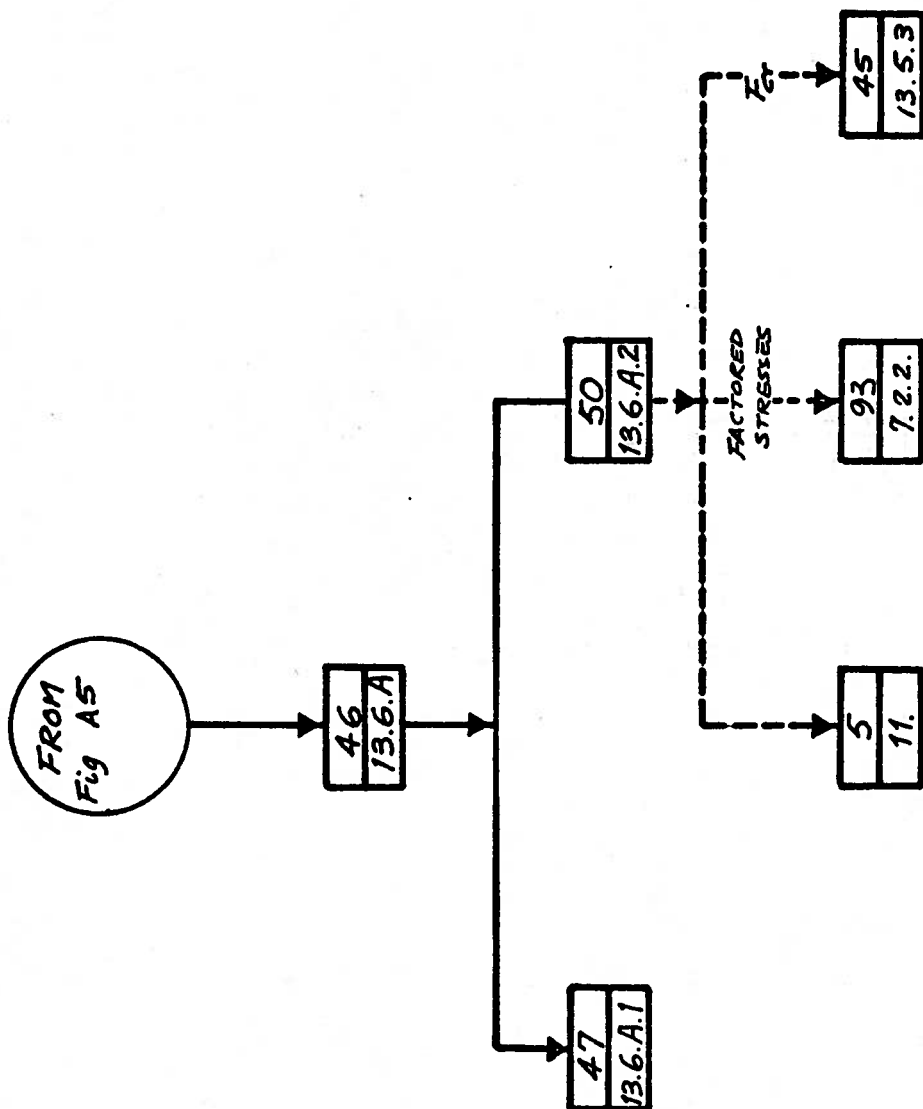 FROM
Fig A5
46
13.6.A
47
13.6.A.1
50
13.6.A.2
FACTORED
STRESSES
Fcr
5
11.
93
7.2.2.
45
13.5.3